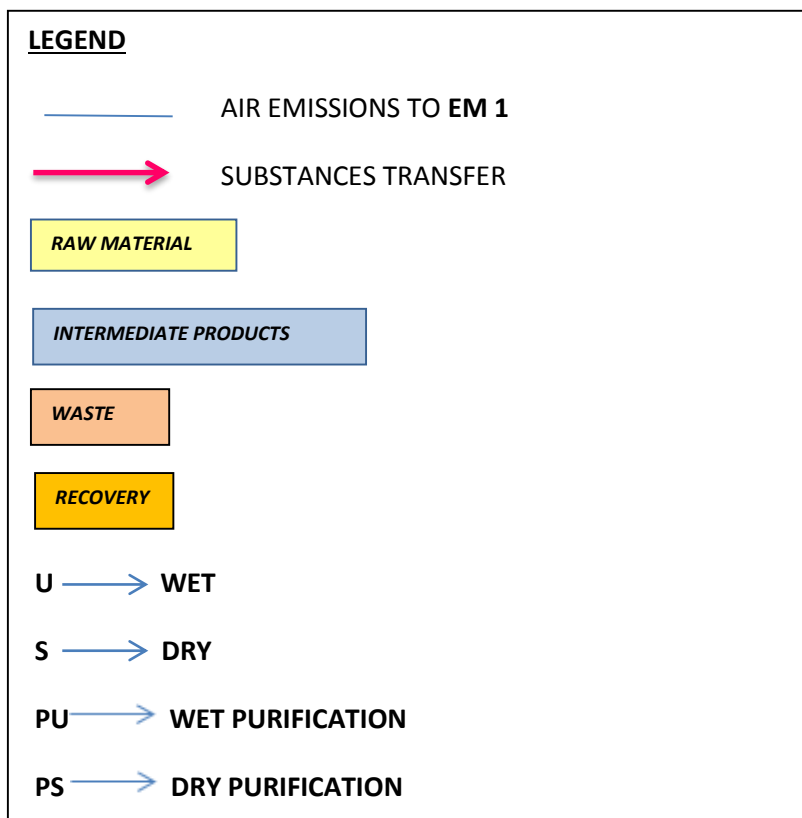 LEGEND
AIR EMISSIONS TO EM 1
SUBSTANCES TRANSFER
RAW MATERIAL
INTERMEDIATE PRODUCTS
WASTE
RECOVERY
U WET
S DRY
PU WET PURIFICATION
PS DRY PURIFICATION